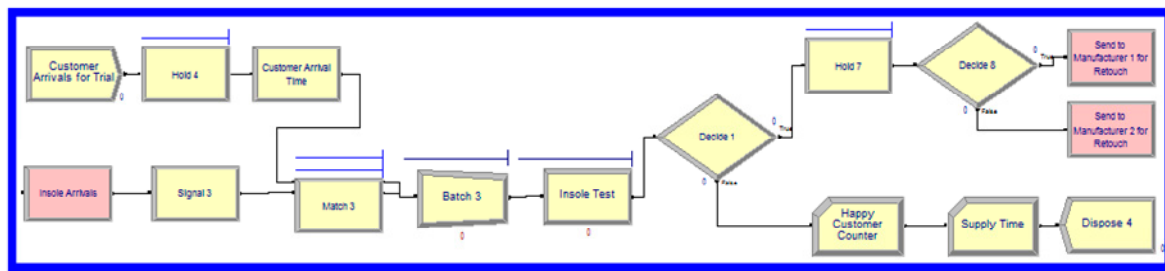 Customer
Arrivals for Trial
0
Hold 4
Customer Arrival
Time
Insole Arrivals
Signal 3
Match 3
Batch 3
0
Insole Test
0
Decide 1
0
True
0
False
Hold 7
Decide 8
0
True
0
False
Send to
Manufacturer 1 for
Retouch
Send to
Manufacturer 2 for
Retouch
Happy
Customer
Counter
0
Supply Time
Dispose 4
0